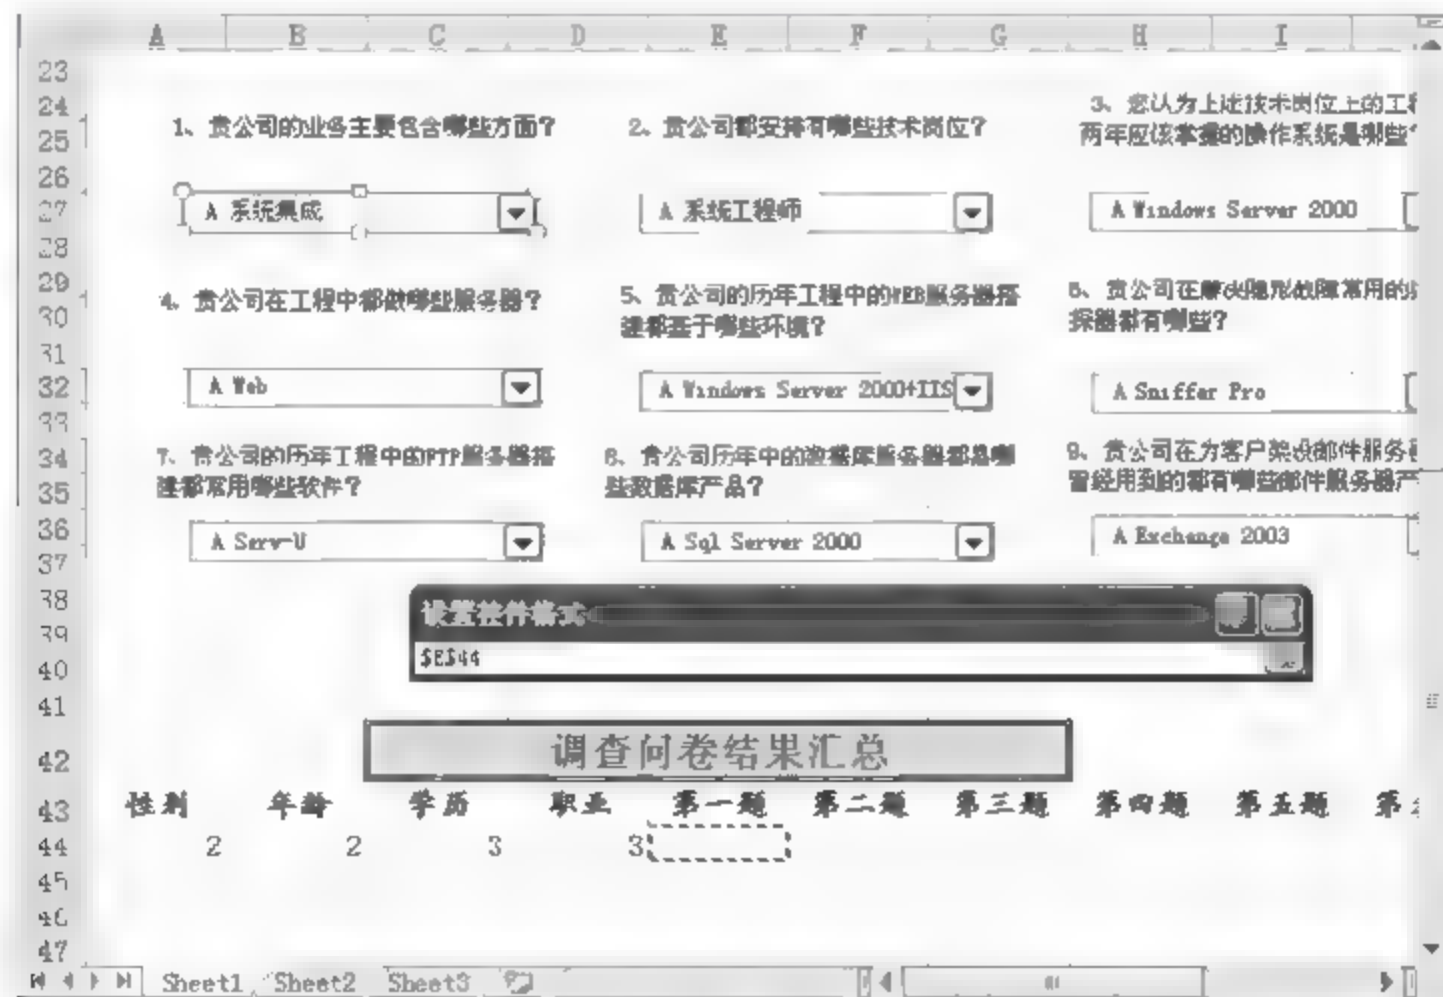 A B C D E F G H I
23
24
3、您认为上述技术岗位上的工
25
1、贵公司的业务主要包含哪些方面？ 2、贵公司都安排有哪些技术岗位？
两年应该掌握的操作系统是哪些
26
27
A 系统集成 A 系统工程师 A Windows Server 2000
28
29
4、贵公司在工程中都做哪些服务器？
5、贵公司的历年工程中的WEB服务器搭
建都基于哪些环境？
6、贵公司在解决隐形故障常用的
探器都有哪些？
30
31
32
A Web A Windows Server 2000+IIS A Sniffer Pro
33
34
7、贵公司的历年工程中的FTP服务器搭
建都常用哪些软件？
8、贵公司历年中的数据库服务器都是哪
些数据库产品？
9、贵公司在为客户架设邮件服务
曾经用到的都有哪些邮件服务器产
35
36
A Serv-U A Sql Server 2000 A Exchange 2003
37
38
设置控件格式
39
40
$E$44
41
42
调查问卷结果汇总
43
性别 年龄 学历 职业 第一题 第二题 第三题 第四题 第五题 第
44
2 2 3 3
45
46
47
Sheet1 Sheet2 Sheet3